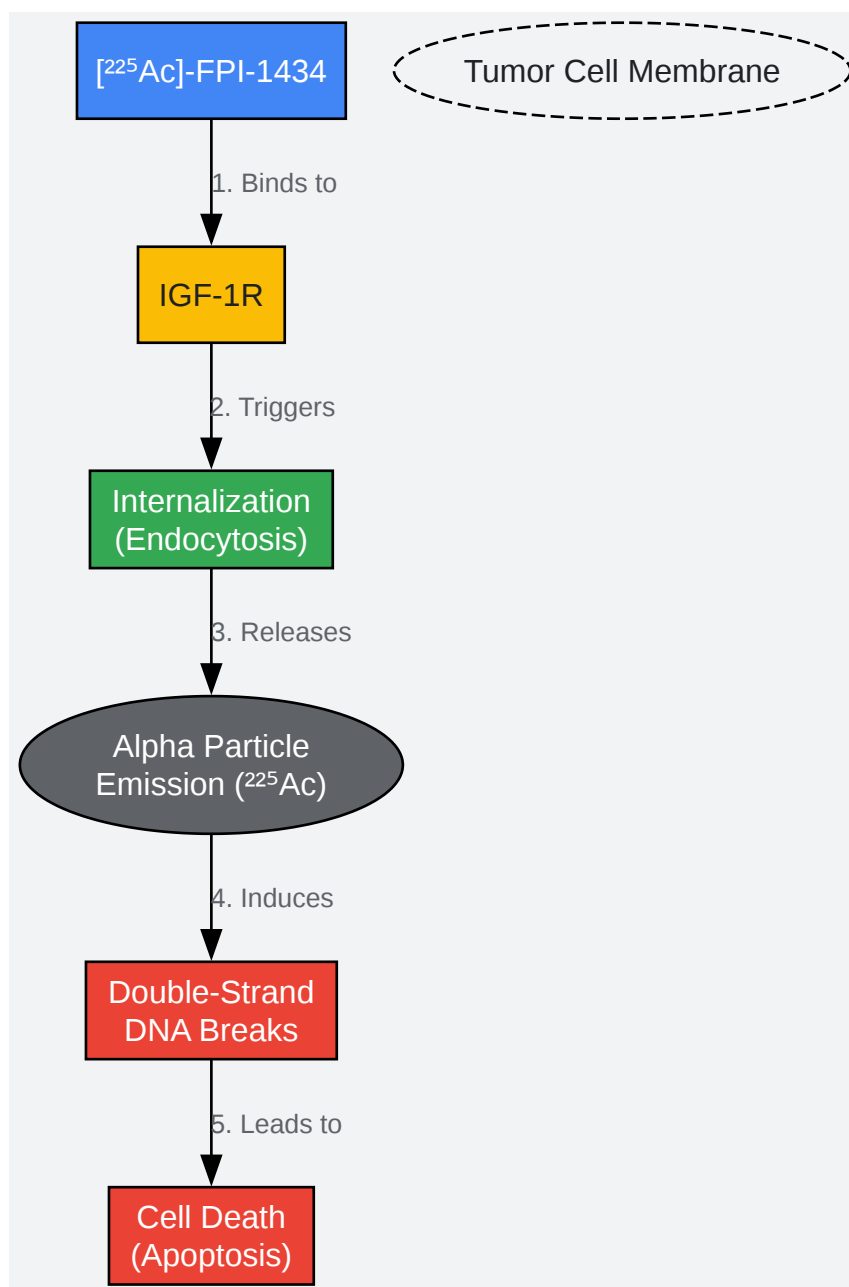 [²²⁵Ac]-FPI-1434
Tumor Cell Membrane
1. Binds to
IGF-1R
2. Triggers
Internalization
(Endocytosis)
3. Releases
Alpha Particle
Emission (²²⁵Ac)
4. Induces
Double-Strand
DNA Breaks
5. Leads to
Cell Death
(Apoptosis)